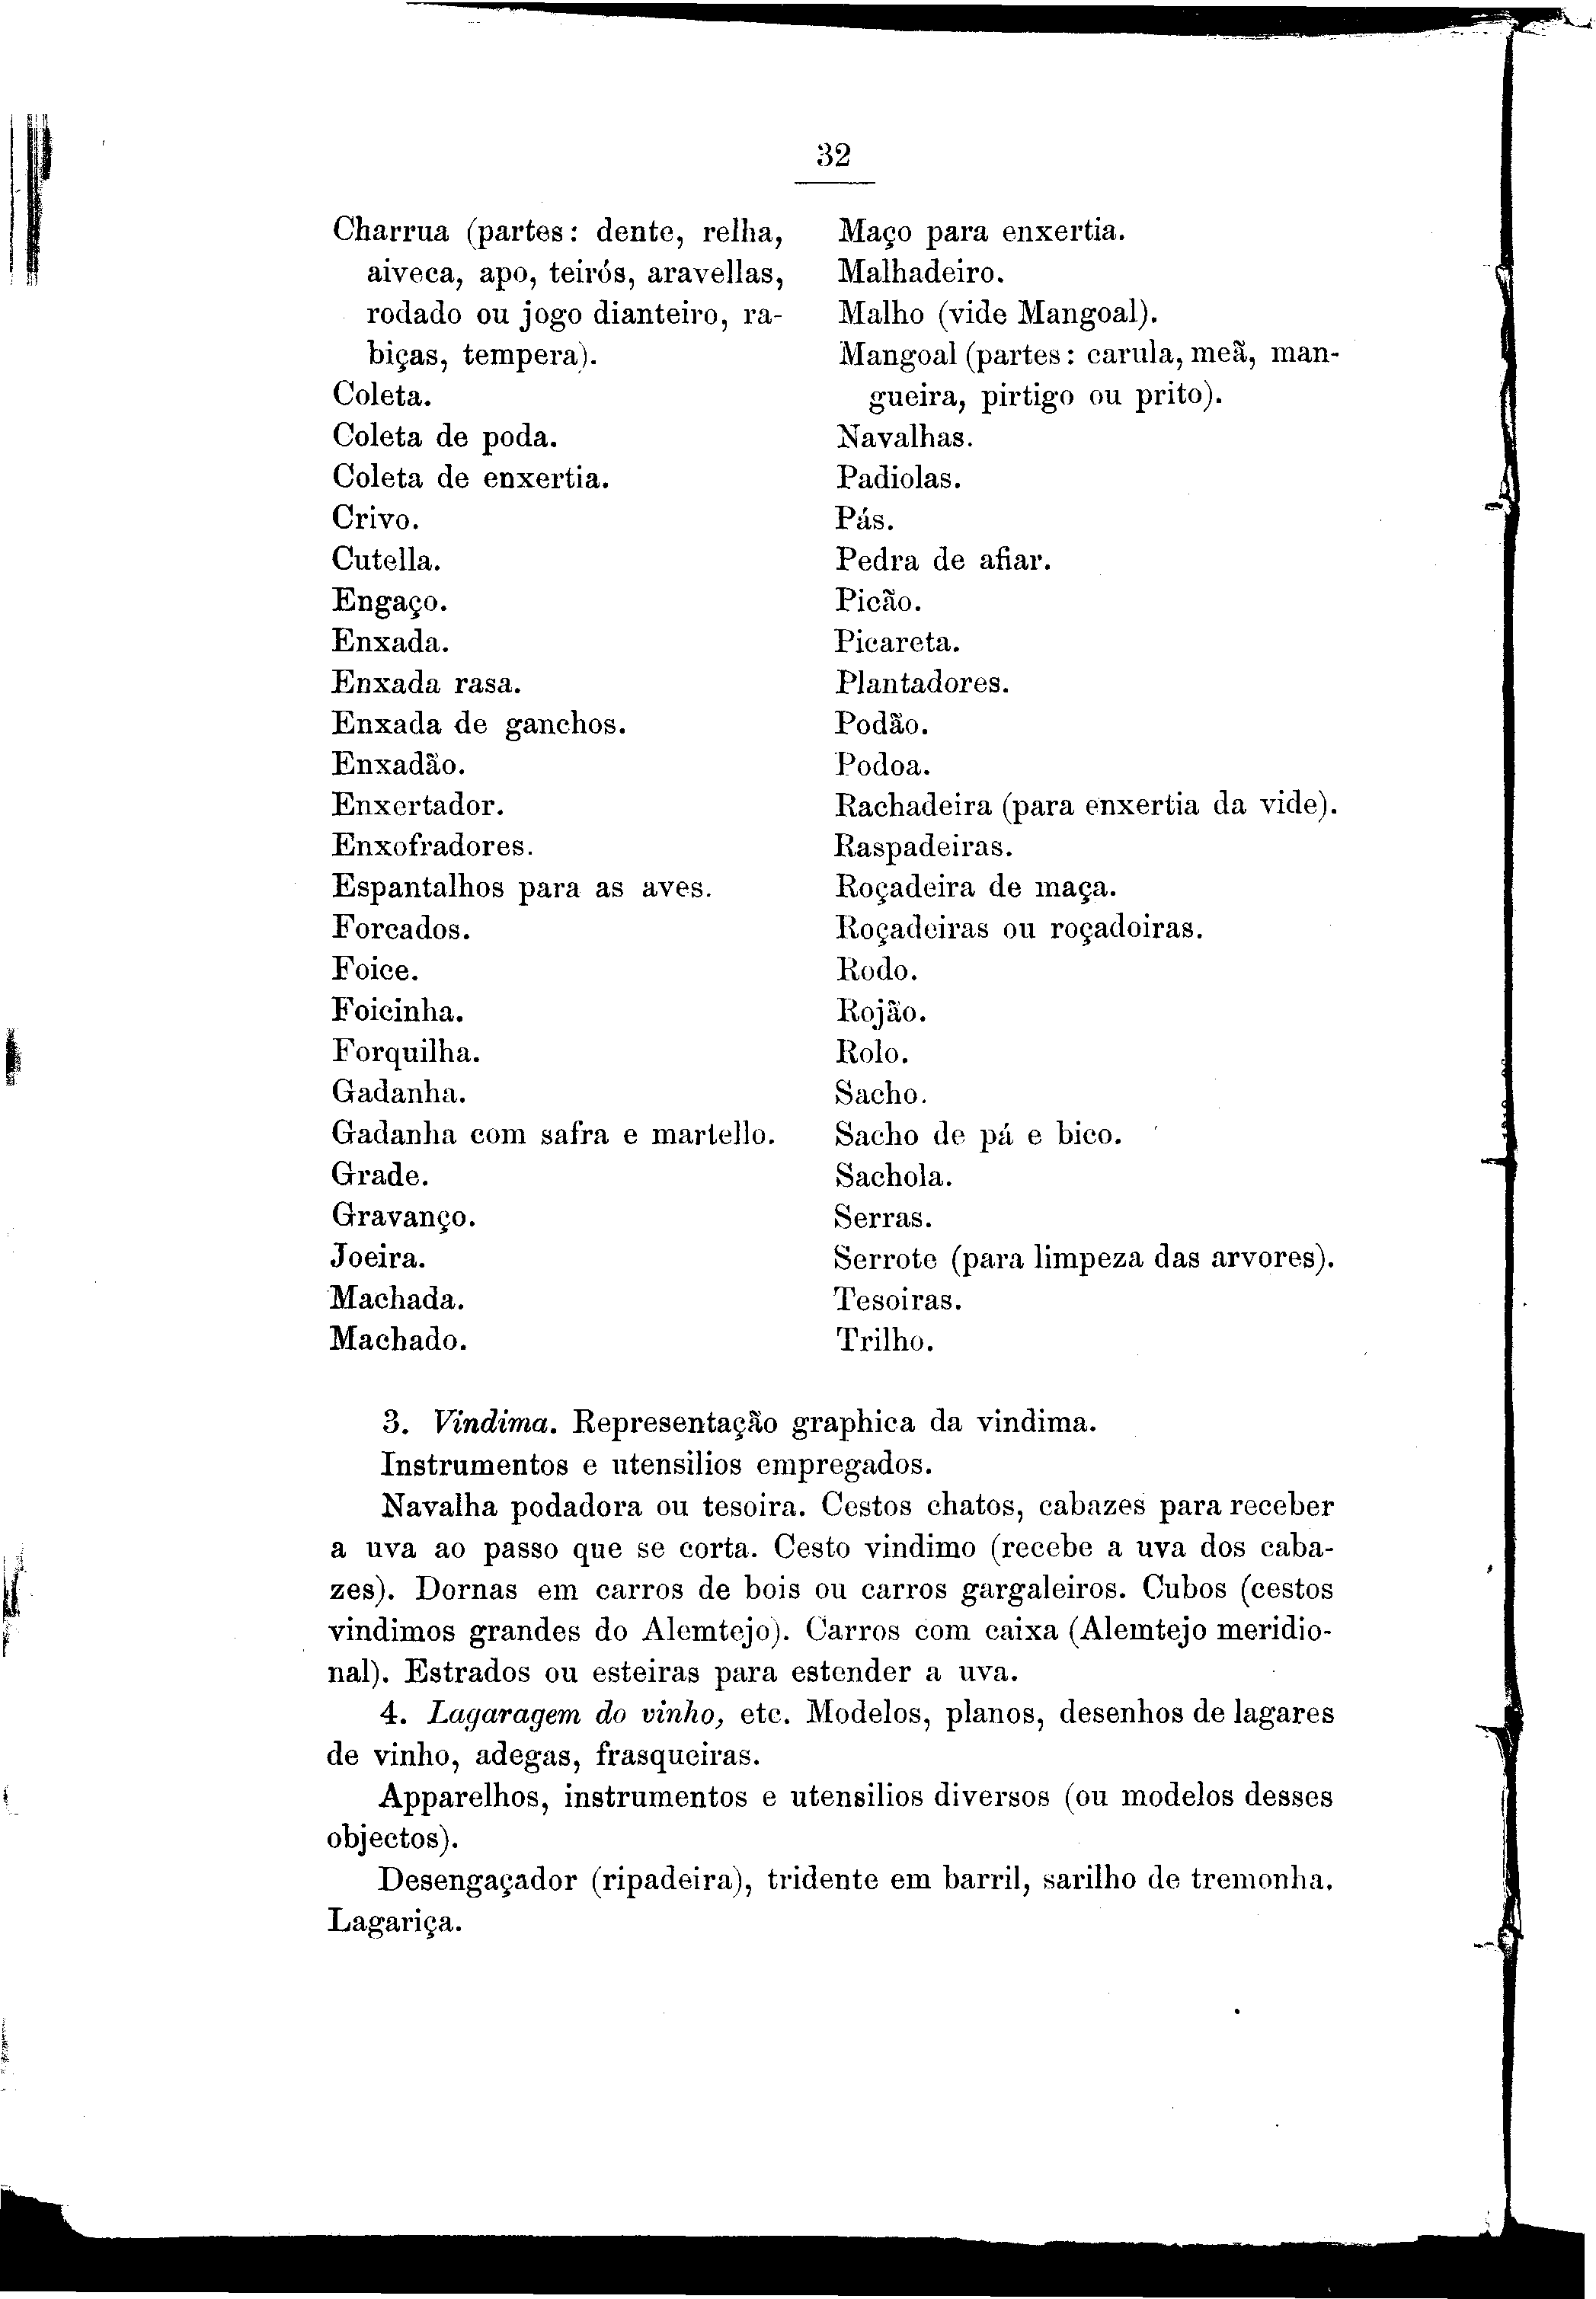 32
Charrua (partes: dente, relha,
aiveca, apo, teirós, aravellas,
rodado ou jogo dianteiro, ra-
biças, tempera).
Coleta.
Coleta de poda.
Coleta de enxertia.
Crivo.
Cutella.
Engaço.
Enxada.
Enxada rasa.
Enxada de ganchos.
Enxadão.
Enxertador.
Enxofradores.
Espantalhos para as aves.
Forcados.
Foice.
Foicinha.
Forquilha.
Gadanha.
Gadanha com safra e martello.
Grade.
Gravanço.
Joeira.
Machada.
Machado.
Maço para enxertia.
Malhadeiro.
Malho (vide Mangoal).
Mangoal (partes: carula, meã, man-
gueira, pirtigo ou prito).
Navalhas.
Padiolas.
Pás.
Pedra de afiar.
Picão.
Picareta.
Plantadores.
Podão.
Podoa.
Rachadeira (para enxertia da vide).
Raspadeiras.
Roçadeira de maça.
Roçadeiras ou roçadoiras.
Rodo.
Rojão.
Rolo.
Sacho.
Sacho de pá e bico.
Sachola.
Serras.
Serrote (para limpeza das arvores).
Tesoiras.
Trilho.
3. Vindima. Representação graphica da vindima.
Instrumentos e utensilios empregados.
Navalha podadora ou tesoira. Cestos chatos, cabazes para receber
a uva ao passo que se corta. Cesto vindimo (recebe a uva dos caba-
zes). Dornas em carros de bois ou carros gargaleiros. Cubos (cestos
vindimos grandes do Alemtejo). Carros com caixa (Alemtejo meridio-
nal). Estrados ou esteiras para estender a uva.
4. Lagaragem do vinho, etc. Modelos, planos, desenhos de lagares
de vinho, adegas, frasqueiras.
Apparelhos, instrumentos e utensilios diversos (ou modelos desses
objectos).
Desengaçador (ripadeira), tridente em barril, sarilho de tremonha.
Lagariça.